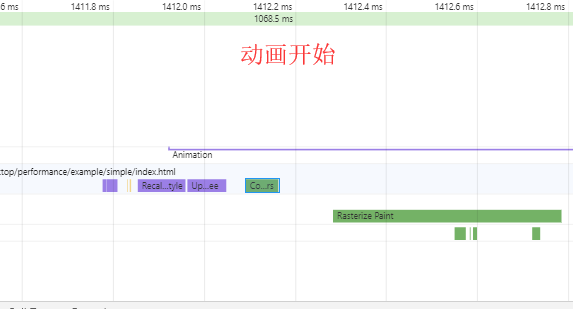 6 ms 1411.8 ms 1412.0 ms 1412.2 ms 1412.4 ms 1412.6 ms 1412.8 ms
1068.5 ms
动画开始
Animation
top/performance/example/simple/index.html
Recal...tyle Up...ee Co...rs
Rasterize Paint